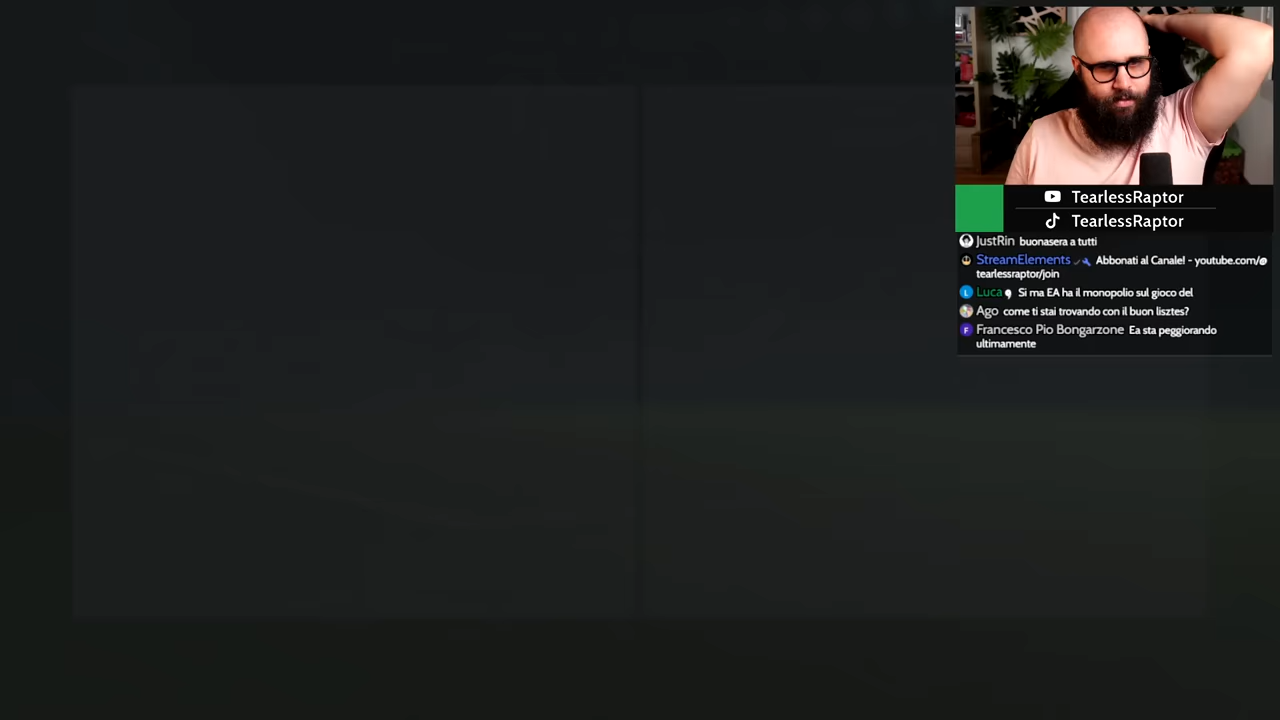 TearlessRaptor
TearlessRaptor
JustRin buonasera a tutti
StreamElements Abbonati al Canale! - youtube.com/@
tearlessraptor/join
Luca Si ma EA ha il monopolio sul gioco del
Ago come ti stai trovando con il buon lisztes?
Francesco Pio Bongarzone Ea sta peggiorando
ultimamente